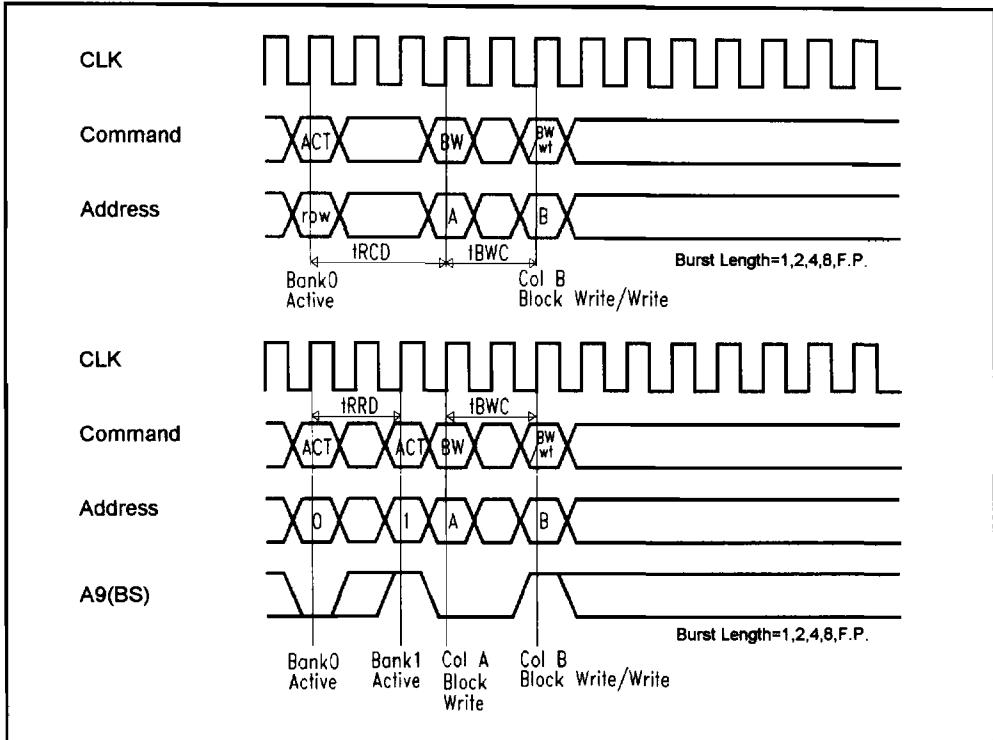 CLK
Command
ACT BW BW/wt
Address
row A B
tRCD tBWC
Burst Length=1,2,4,8,F.P.
Bank0 Active
Col B Block Write/Write
CLK
tRRD tBWC
Command
ACT ACT BW BW/wt
Address
0 1 A B
A9(BS)
Burst Length=1,2,4,8,F.P.
Bank0 Active
Bank1 Active
Col A Block Write
Col B Block Write/Write